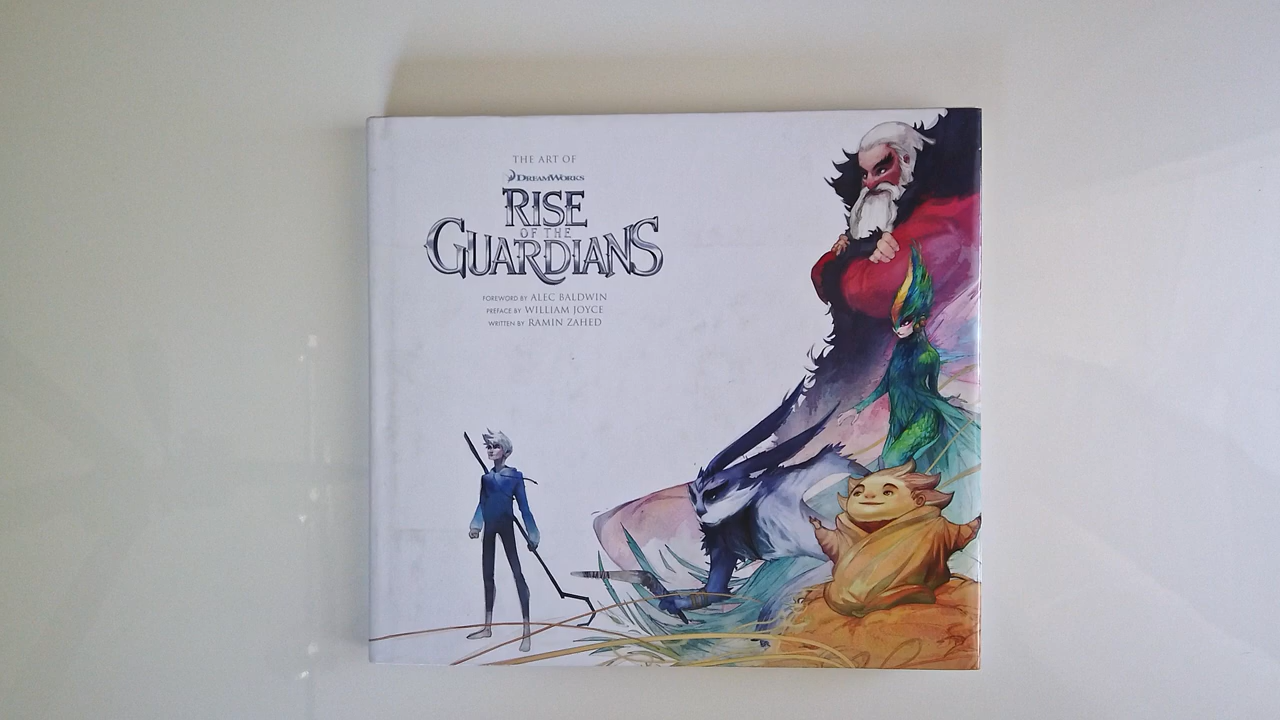 THE ART OF
DREAMWORKS
RISE
OF THE
GUARDIANS
FOREWORD BY ALEC BALDWIN
PREFACE BY WILLIAM JOYCE
WRITTEN BY RAMIN ZAHED